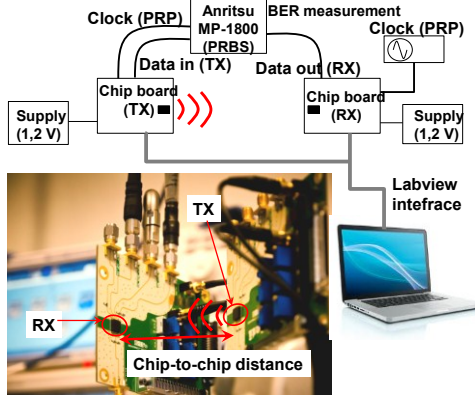 Clock (PRP)
Anritsu
MP-1800
(PRBS)
BER measurement
Clock (PRP)
Data in (TX)
Data out (RX)
Supply
(1,2 V)
Chip board
(TX)
Chip board
(RX)
Supply
(1,2 V)
Labview
intefrace
TX
RX
Chip-to-chip distance